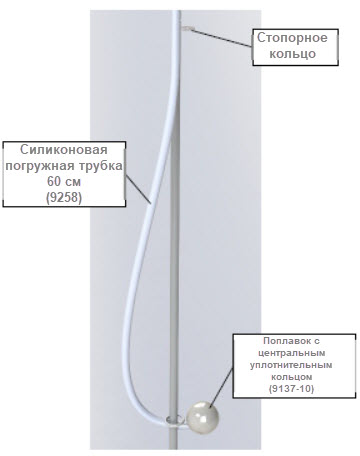 Стопорное
кольцо
Силиконовая
погружная трубка
60 см
(9258)
Поплавок с
центральным
уплотнительным
кольцом
(9137-10)